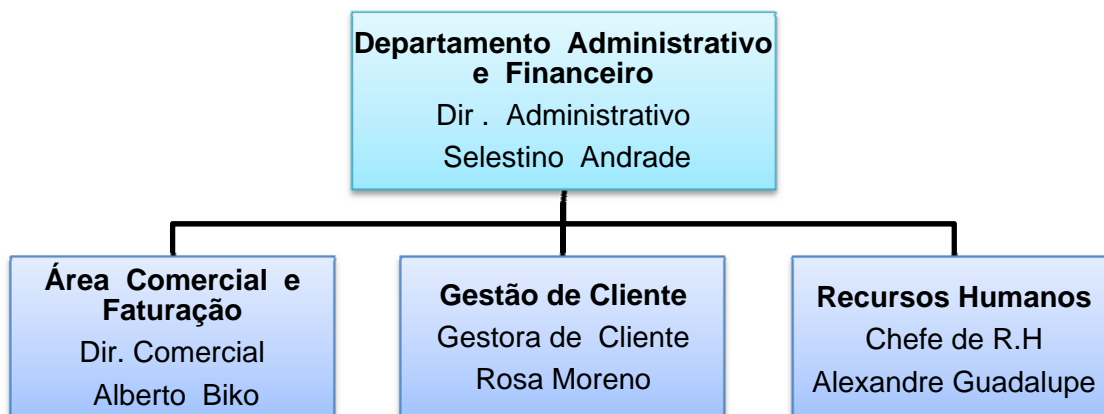 Departamento Administrativo
e Financeiro
Dir . Administrativo
Selestino Andrade
Área Comercial e
Faturação
Dir. Comercial
Alberto Biko
Gestão de Cliente
Gestora de Cliente
Rosa Moreno
Recursos Humanos
Chefe de R.H
Alexandre Guadalupe